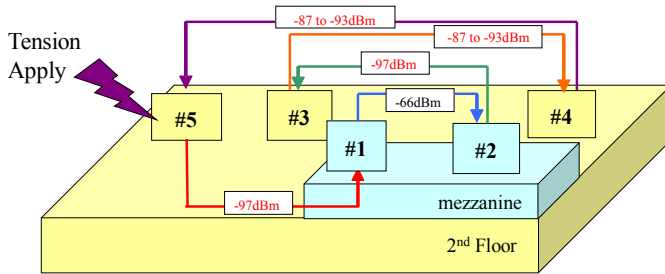 -87 to -93dBm
Tension
Apply
-87 to -93dBm
-97dBm
-66dBm
#5
#3
#4
#1
#2
-97dBm
mezzanine
2nd Floor